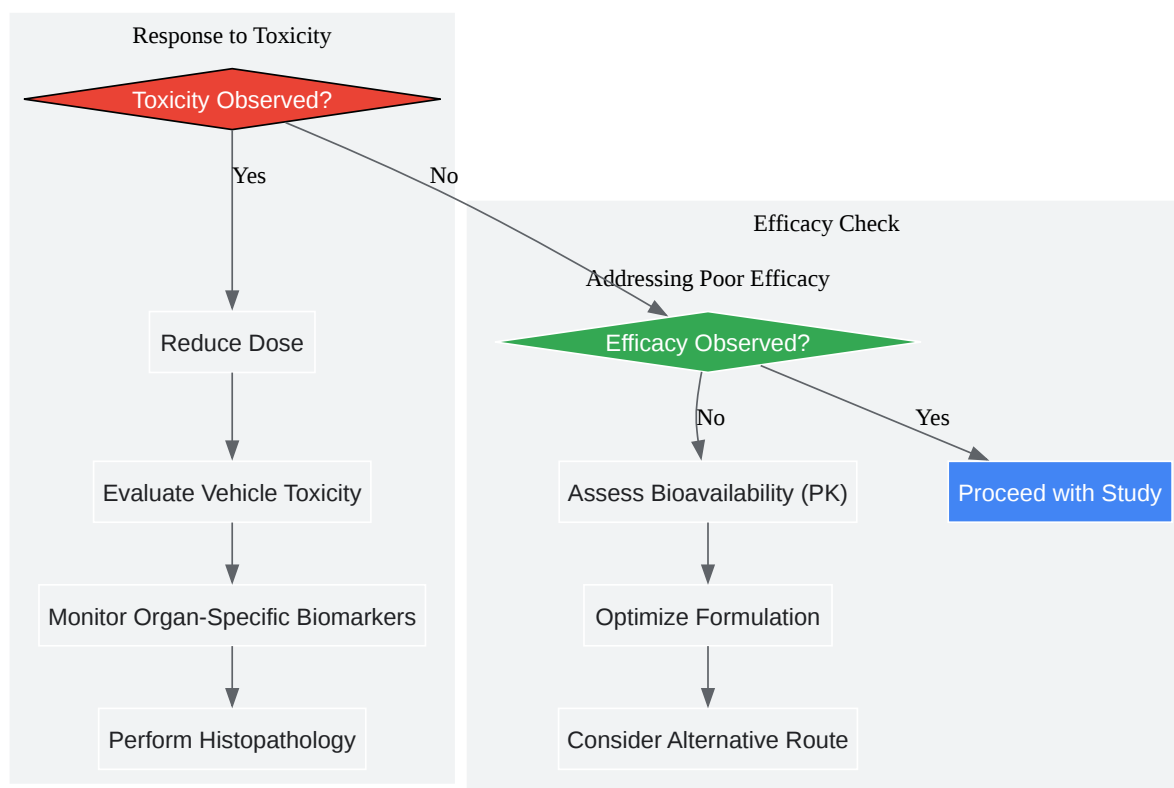 Response to Toxicity
Toxicity Observed?
Yes
No
Efficacy Check
Addressing Poor Efficacy
Reduce Dose
Efficacy Observed?
No
Yes
Evaluate Vehicle Toxicity
Assess Bioavailability (PK)
Proceed with Study
Monitor Organ-Specific Biomarkers
Optimize Formulation
Perform Histopathology
Consider Alternative Route